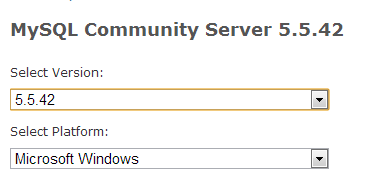 MySQL Community Server 5.5.42
Select Version:
5.5.42
Select Platform:
Microsoft Windows